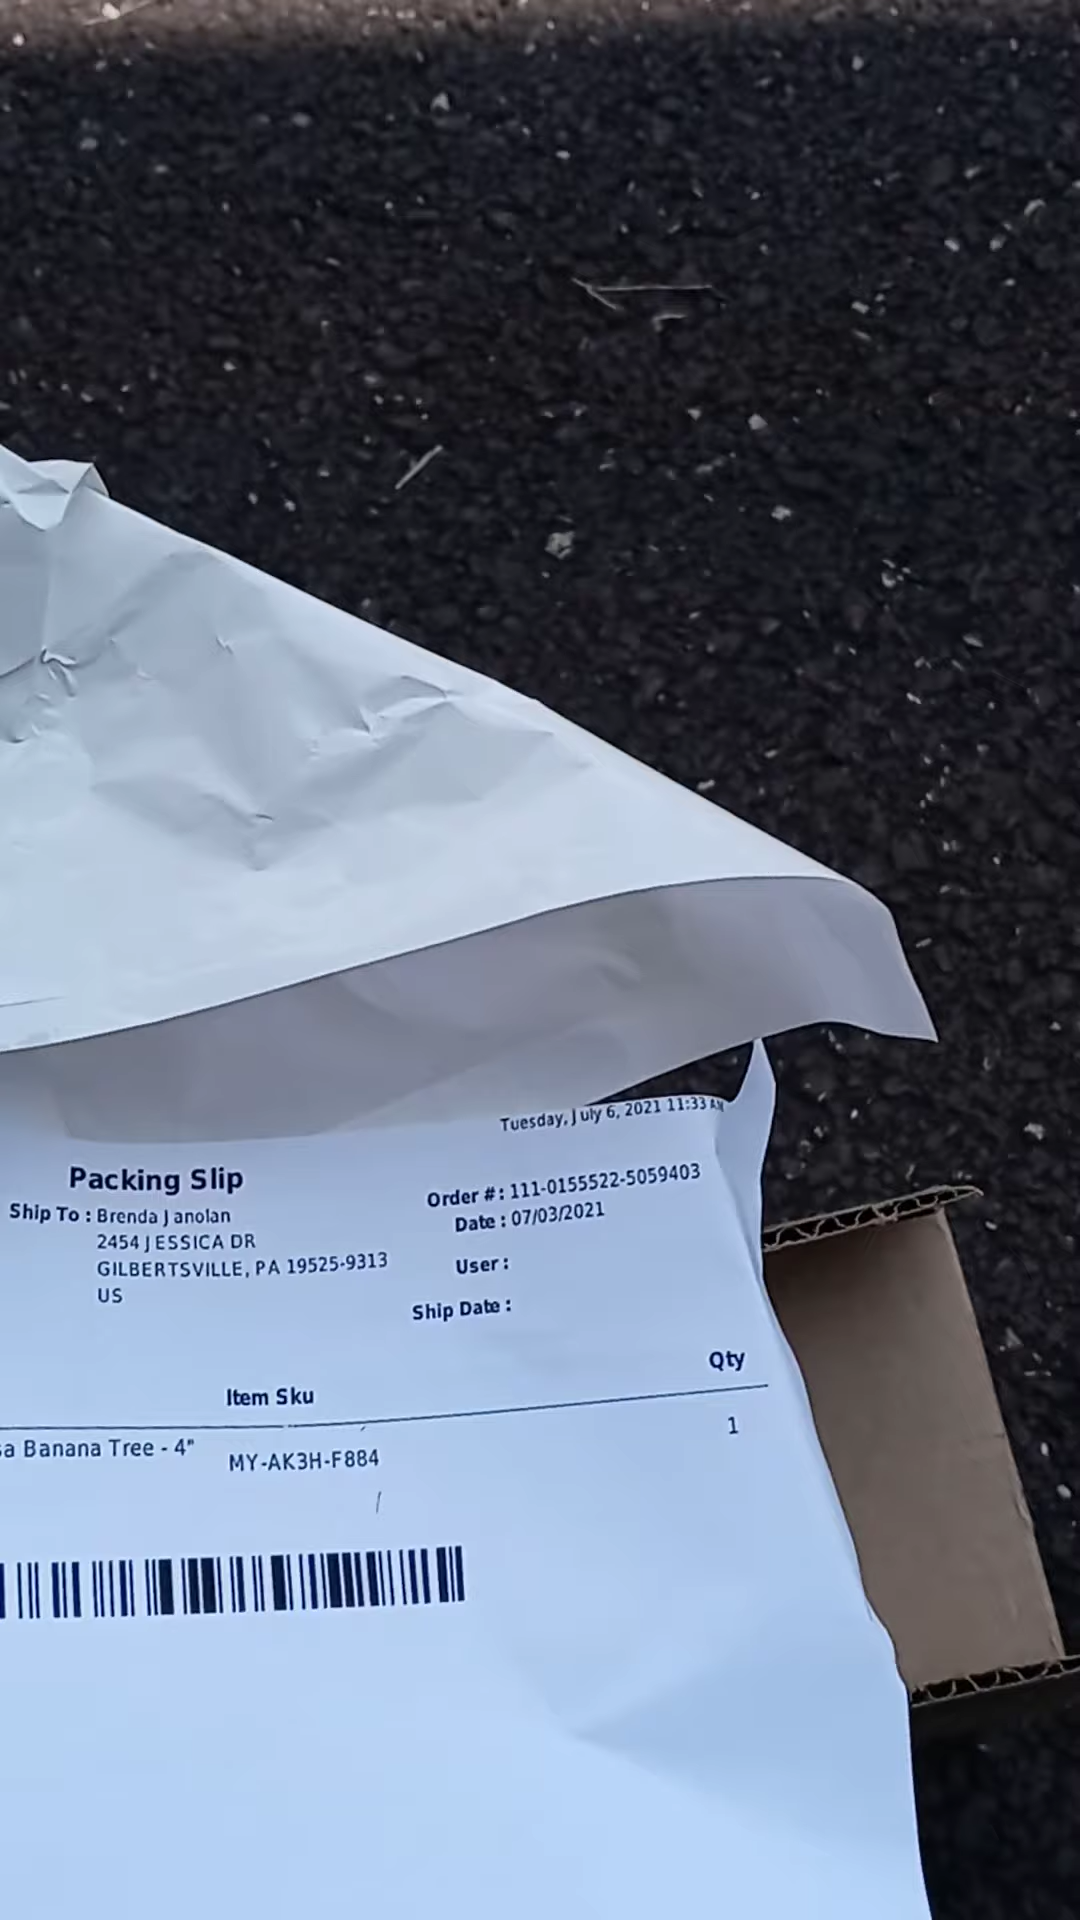 Tuesday, July 6, 2021 11:33 AM
Packing Slip
Ship To : Brenda Janolan
2454 JESSICA DR
GILBERTSVILLE, PA 19525-9313
US
Order # : 111-0155522-5059403
Date : 07/03/2021
User :
Ship Date :
Item Sku
Qty
Banana Tree - 4" MY-AK3H-F884 1